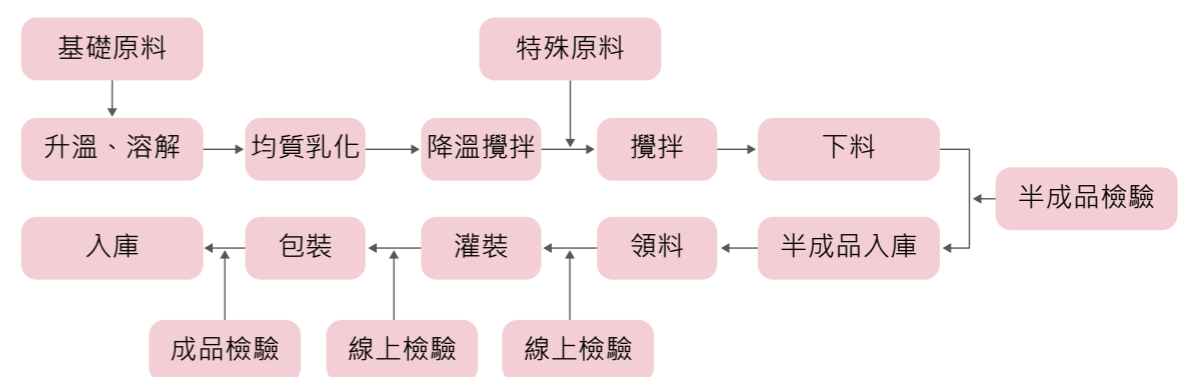 基礎原料
特殊原料
升溫、溶解
均質乳化
降溫攪拌
攪拌
下料
半成品檢驗
入庫
包裝
灌裝
領料
半成品入庫
成品檢驗
線上檢驗
線上檢驗